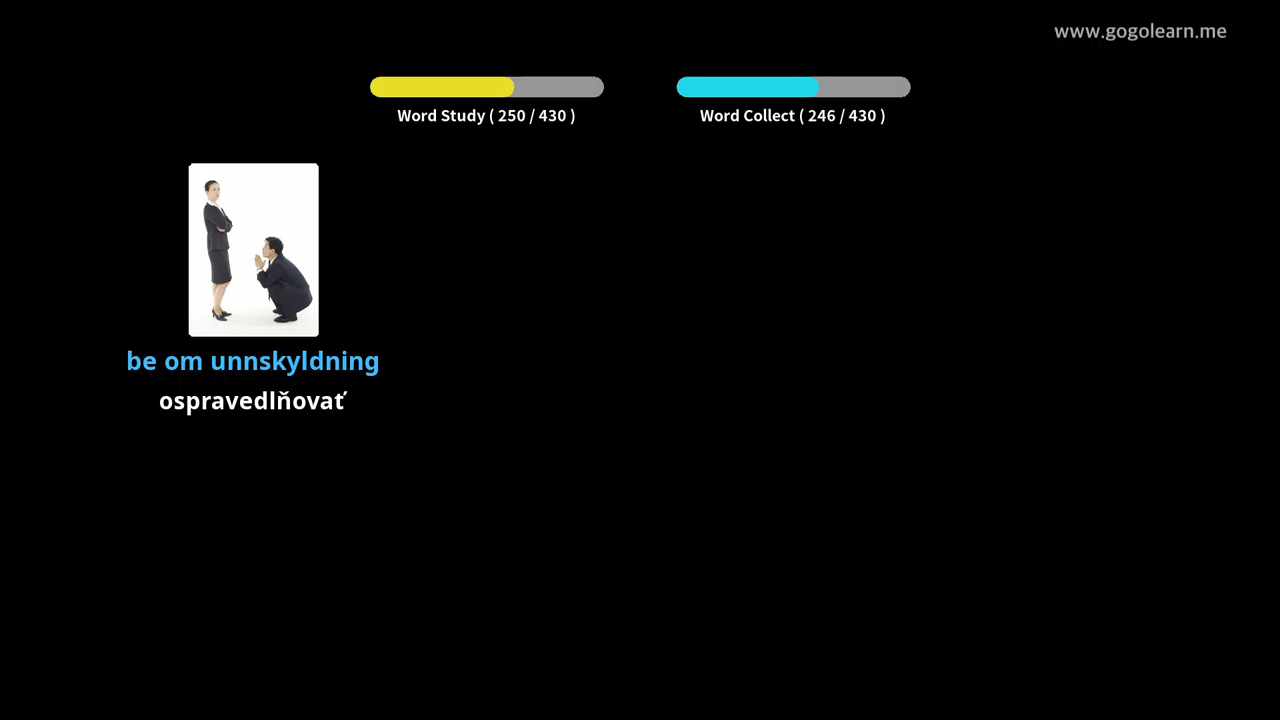 www.gogolearn.me
Word Study ( 250 / 430 )
Word Collect ( 246 / 430 )
be om unnskyldning
ospravedlňovať